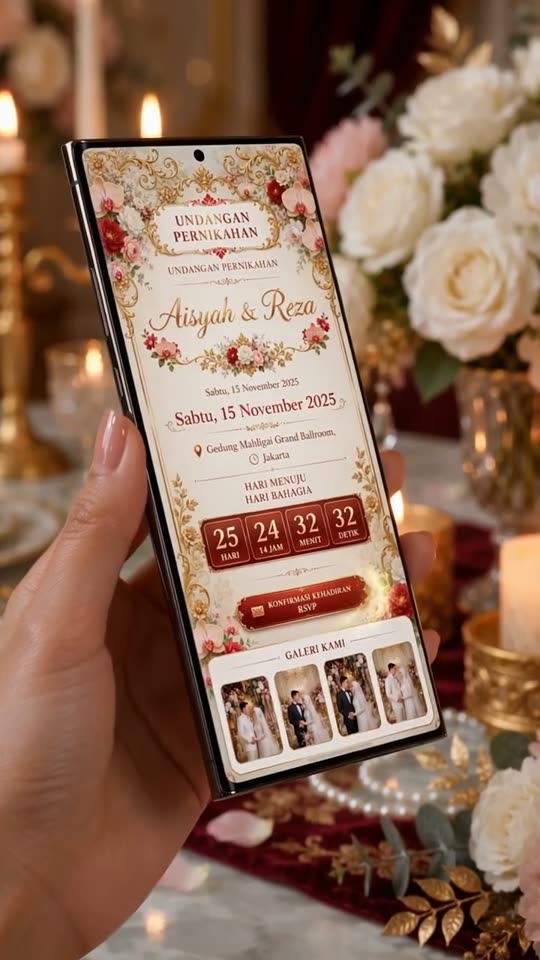 UNDANGAN
PERNIKAHAN
UNDANGAN PERNIKAHAN
Aisyah & Reza
Sabtu, 15 November 2025
Sabtu, 15 November 2025
Gedung Mahligai Grand Ballroom,
Jakarta
HARI MENUJU
HARI BAHAGIA
25 24 32 32
HARI 14 JAM MENIT DETIK
KONFIRMASI KEHADIRAN
RSVP
GALERI KAMI